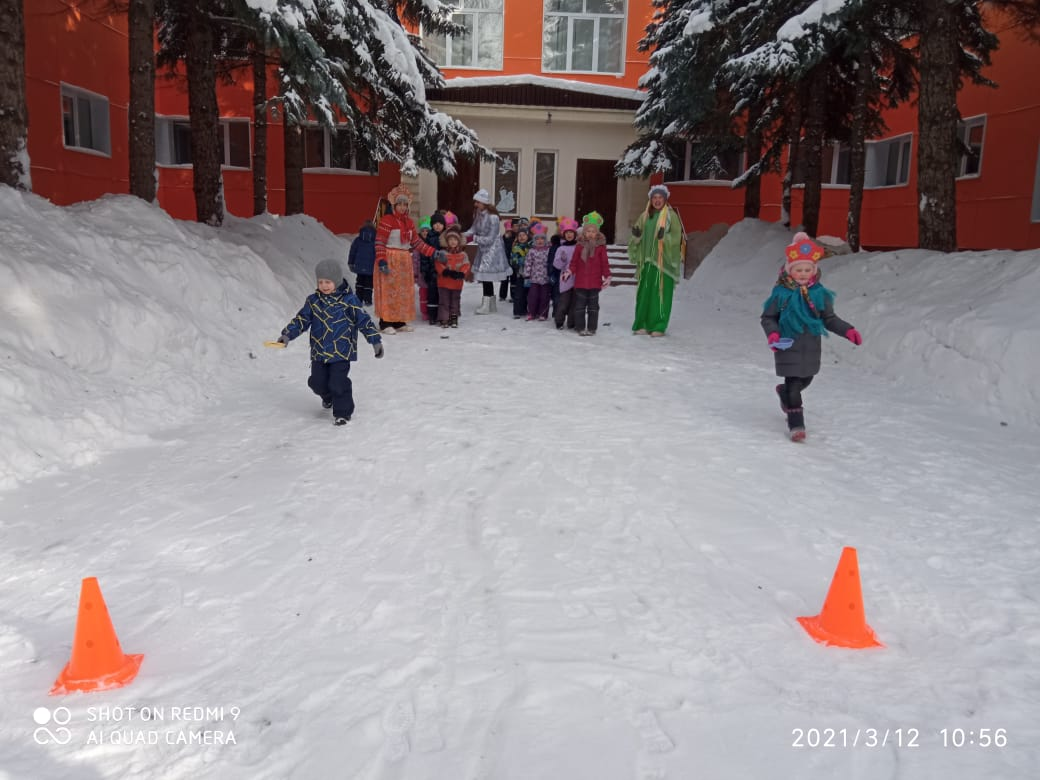 SHOT ON REDMI 9
AI QUAD CAMERA
2021/3/12 10:56